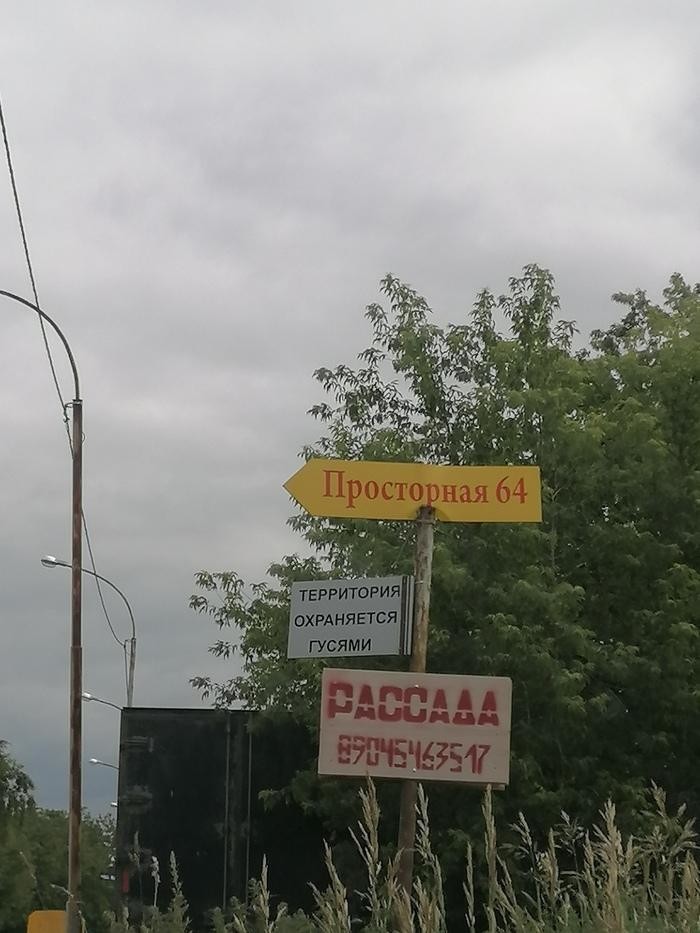 Просторная 64
ТЕРРИТОРИЯ
ОХРАНЯЕТСЯ
ГУСЯМИ
РАССАДА
89045463517